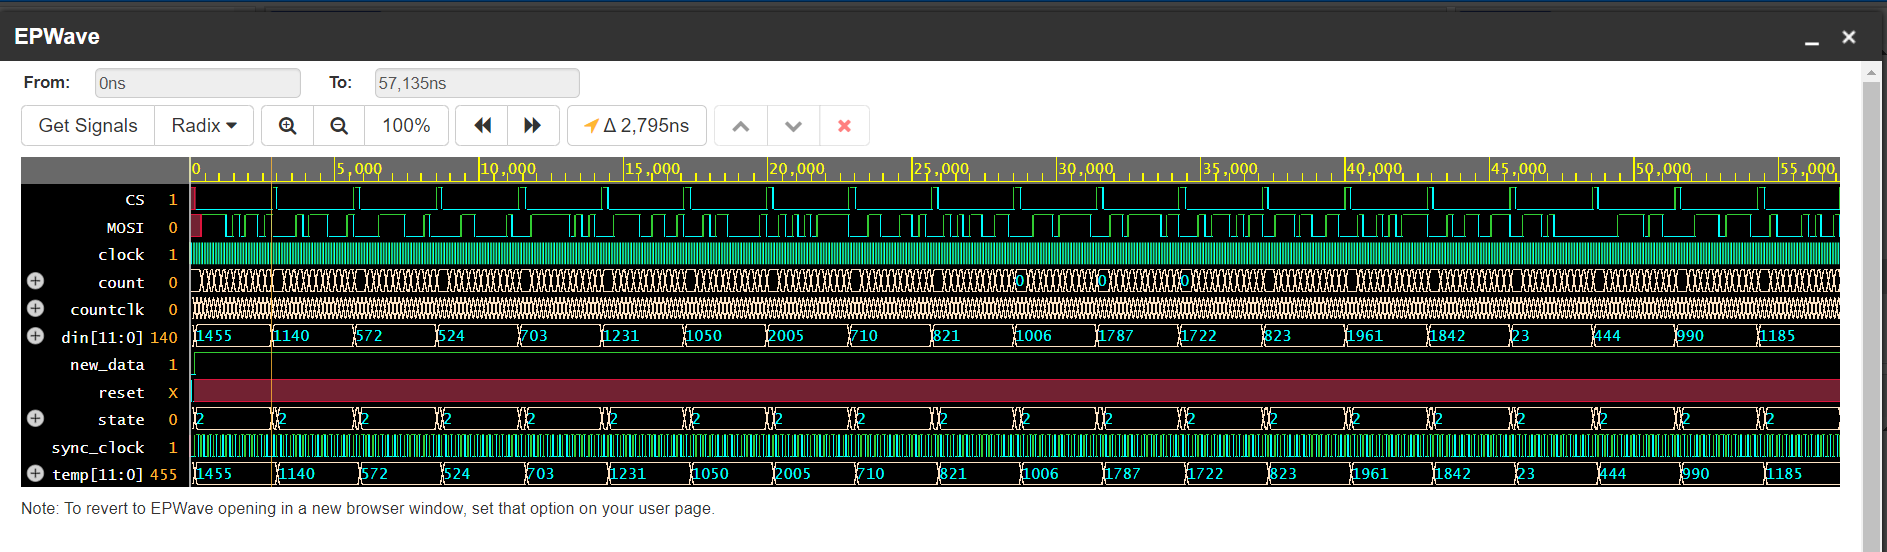 EPWave
From: 0ns To: 57,135ns
Get Signals Radix 100% Δ 2,795ns
0 5,000 10,000 15,000 20,000 25,000 30,000 35,000 40,000 45,000 50,000 55,000
CS 1
MOSI 0
clock 1
count 0 0 0 0
countclk 0
din[11:0] 140 1455 1140 572 524 703 1231 1050 2005 710 821 1006 1787 1722 823 1961 1842 23 444 990 1185
new_data 1
reset X
state 0 2 2 2 2 2 2 2 2 2 2 2 2 2 2 2 2 2 2 2 2
sync_clock 1
temp[11:0] 455 1455 1140 572 524 703 1231 1050 2005 710 821 1006 1787 1722 823 1961 1842 23 444 990 1185
Note: To revert to EPWave opening in a new browser window, set that option on your user page.